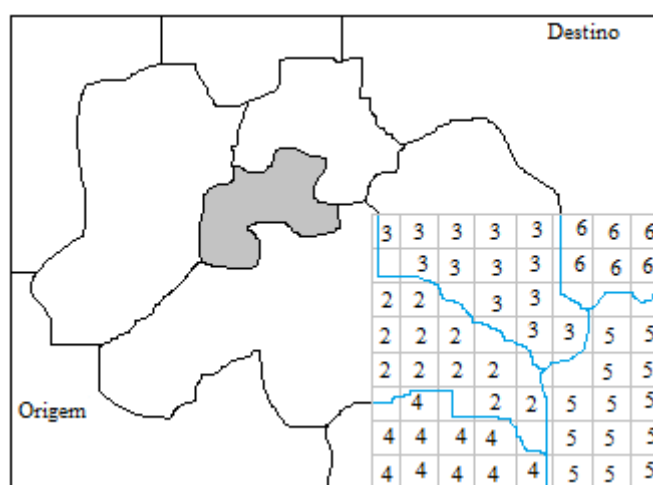 Destino
3 3 3 3 3 6 6 6
3 3 3 3 6 6 6
2 2 3 3
2 2 2 3 3 5 5
2 2 2 2 5 5
Origem
4 2 2 5 5 5
4 4 4 4 5 5 5
4 4 4 4 4 5 5 5